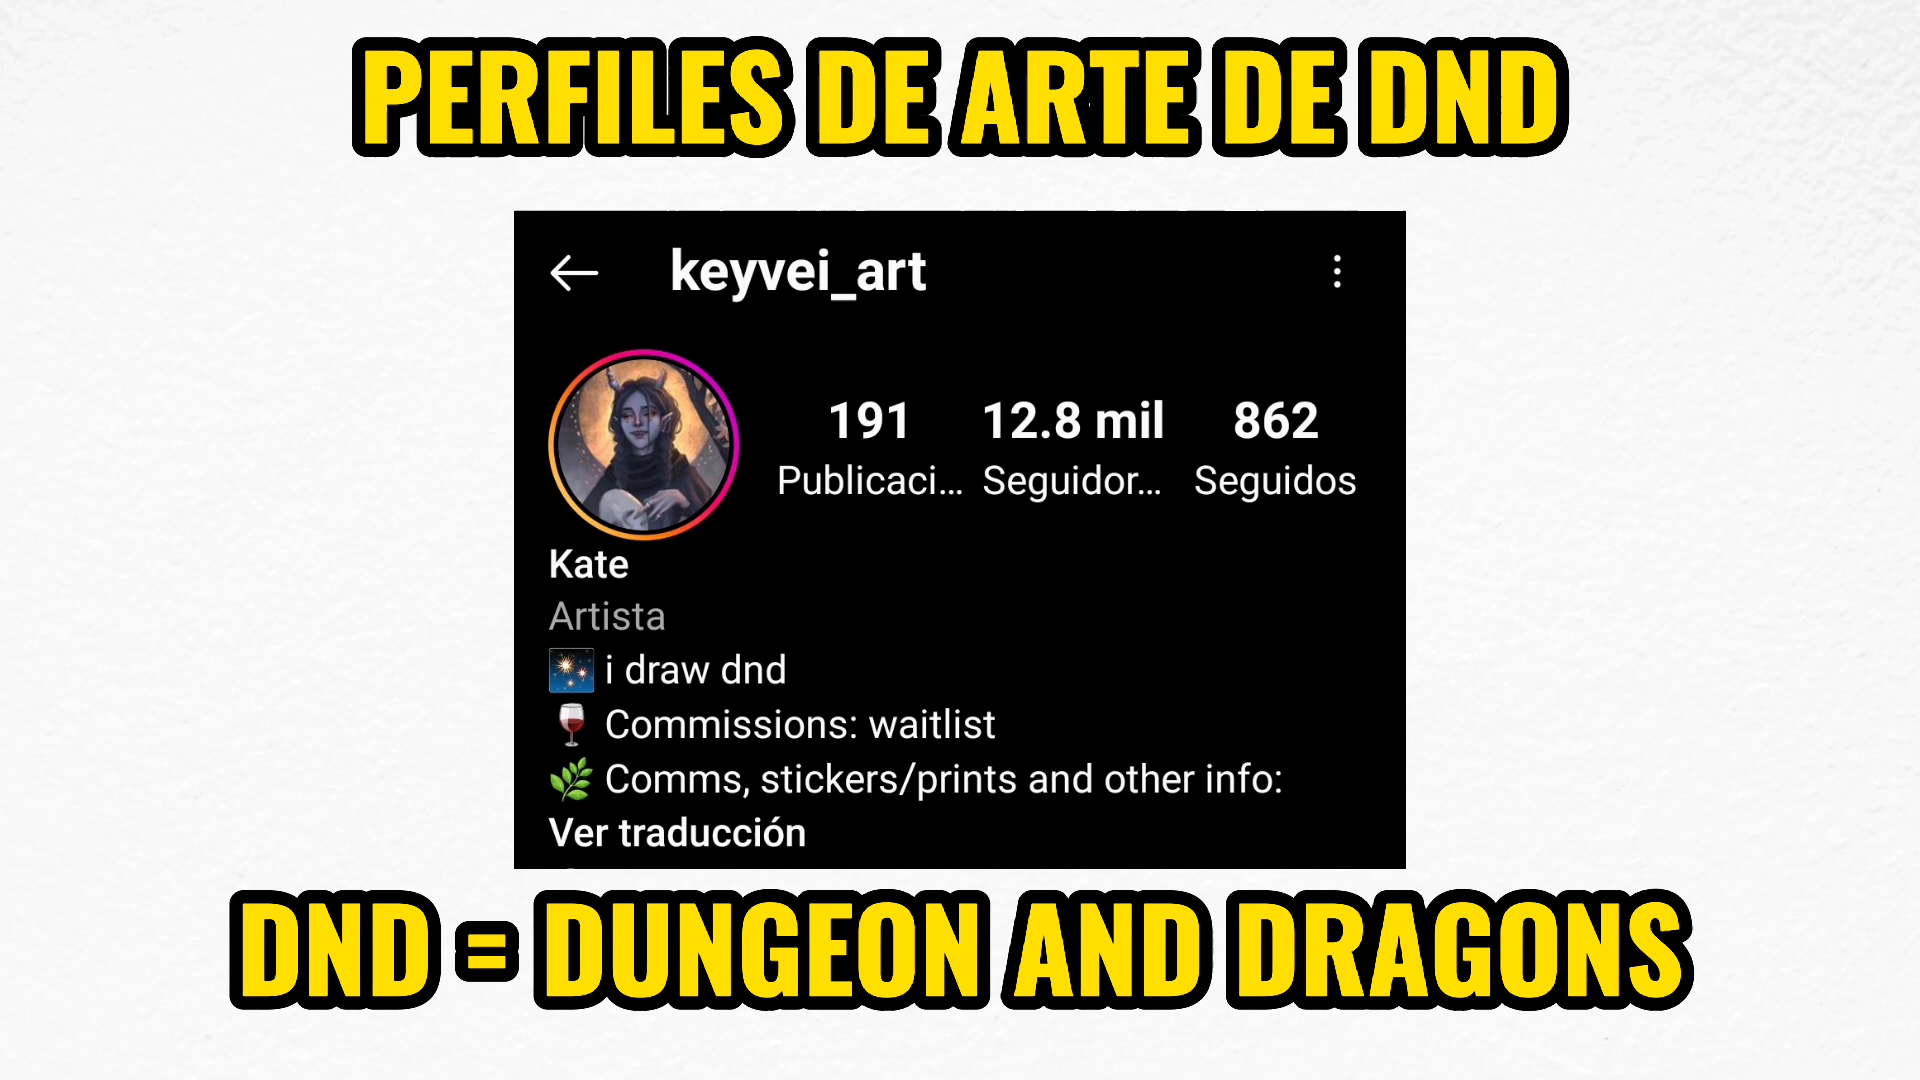 PERFILES DE ARTE DE DND
keyvei_art
191 12.8 mil 862
Publicaci... Seguidor... Seguidos
Kate
Artista
i draw dnd
Commissions: waitlist
Comms, stickers/prints and other info:
Ver traducción
DND = DUNGEON AND DRAGONS